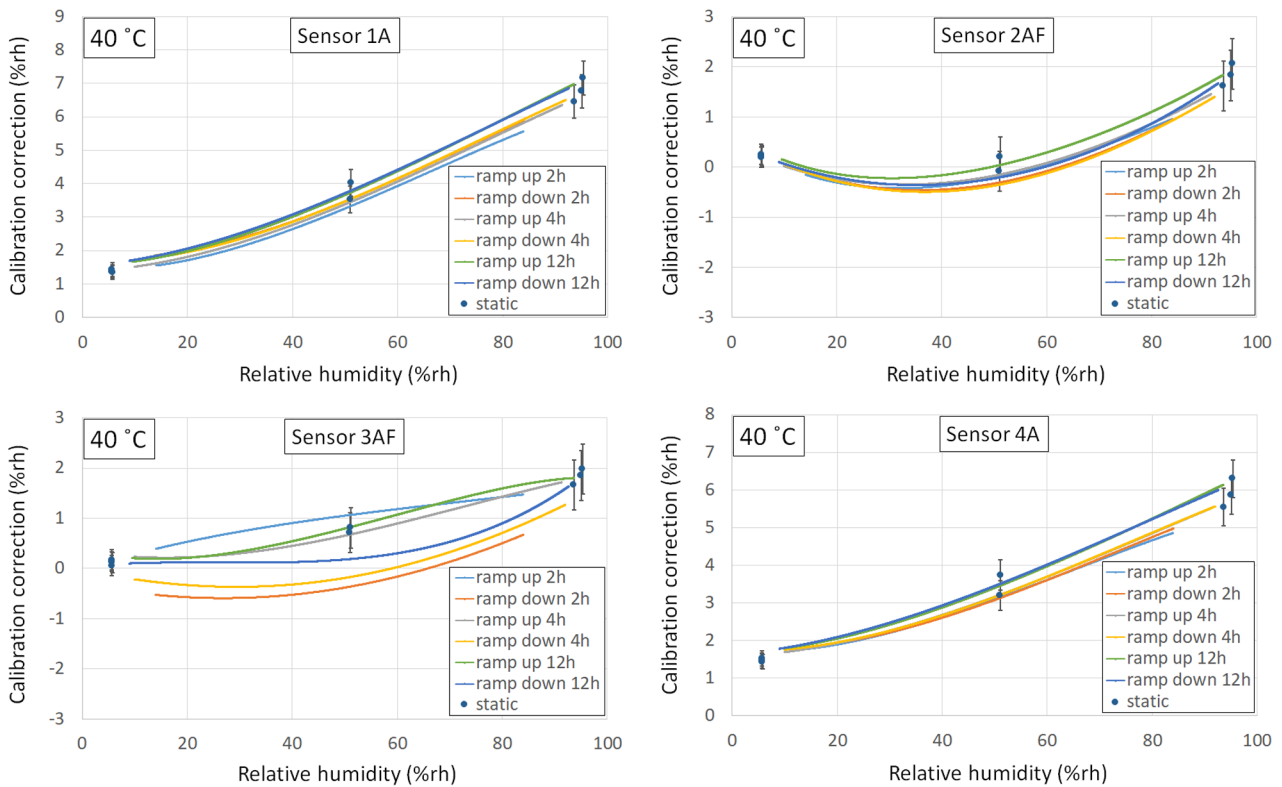 40 ˚C
Sensor 1A
Calibration correction (%rh)
9
8
7
6
5
4
3
2
1
0
ramp up 2h
ramp down 2h
ramp up 4h
ramp down 4h
ramp up 12h
ramp down 12h
static
0 20 40 60 80 100
Relative humidity (%rh)
40 ˚C
Sensor 2AF
Calibration correction (%rh)
3
2
1
0
-1
-2
-3
ramp up 2h
ramp down 2h
ramp up 4h
ramp down 4h
ramp up 12h
ramp down 12h
static
0 20 40 60 80 100
Relative humidity (%rh)
40 ˚C
Sensor 3AF
Calibration correction (%rh)
3
2
1
0
-1
-2
-3
ramp up 2h
ramp down 2h
ramp up 4h
ramp down 4h
ramp up 12h
ramp down 12h
static
0 20 40 60 80 100
Relative humidity (%rh)
40 ˚C
Sensor 4A
Calibration correction (%rh)
8
7
6
5
4
3
2
1
0
ramp up 2h
ramp down 2h
ramp up 4h
ramp down 4h
ramp up 12h
ramp down 12h
static
0 20 40 60 80 100
Relative humidity (%rh)